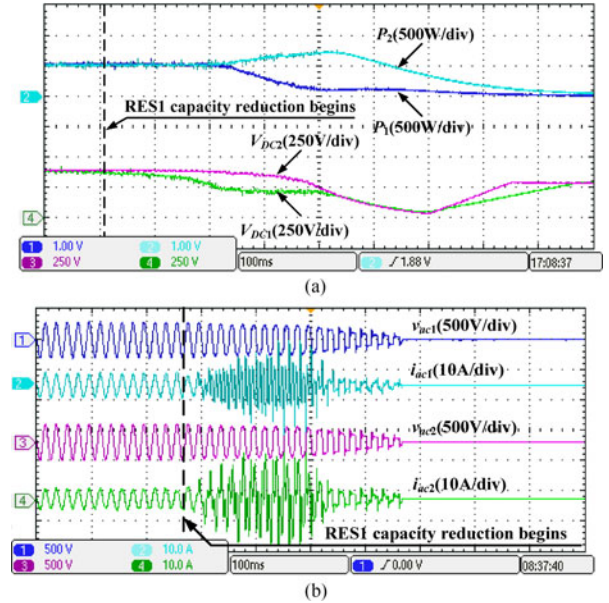 P2(500W/div)
2
RES1 capacity reduction begins
P1(500W/div)
VDC2(250V/div)
4
VDC1(250V/div)
1 1.00 V 2 1.00 V
3 250 V 4 250 V
100ms
2 1.88 V
17:08:37
(a)
1
vac1(500V/div)
2
iac1(10A/div)
3
vac2(500V/div)
4
iac2(10A/div)
RES1 capacity reduction begins
1 500 V 2 10.0 A
3 500 V 4 10.0 A
100ms
1 0.00 V
08:37:40
(b)